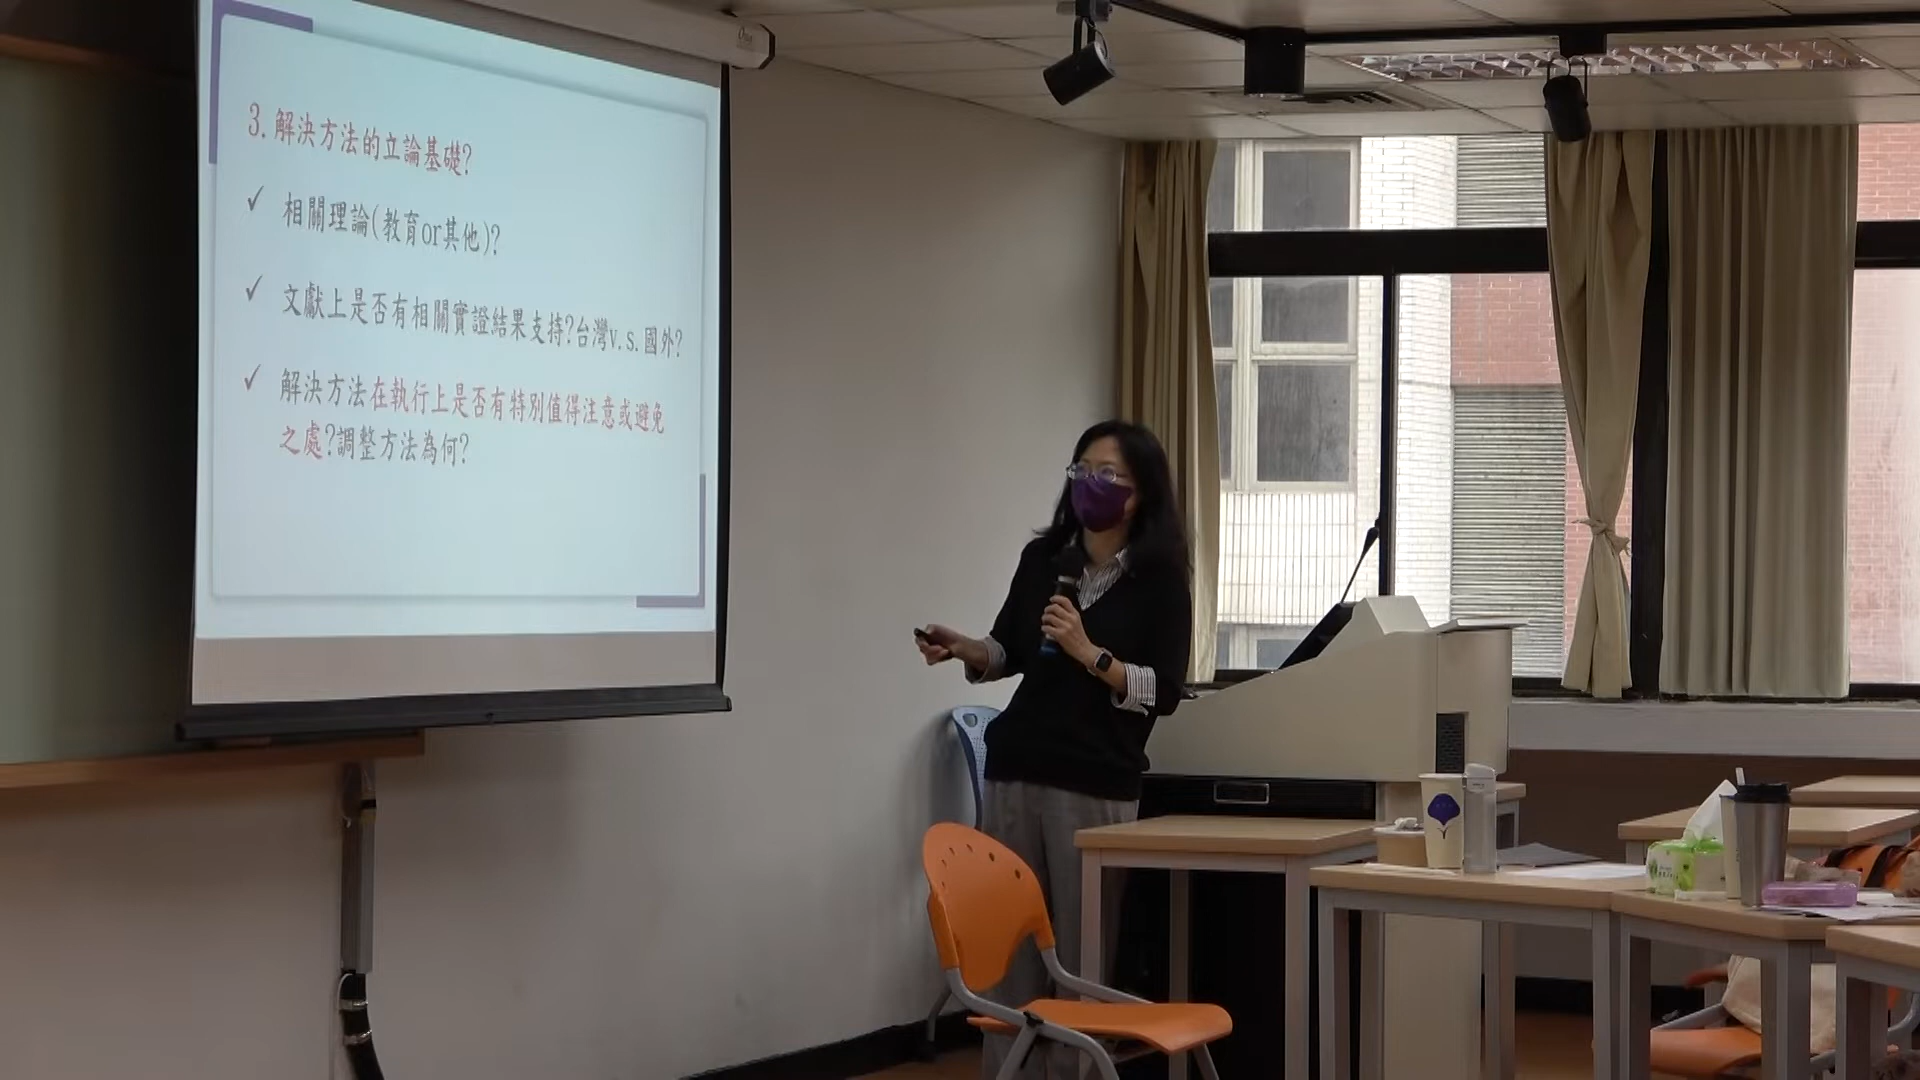 3.解決方法的立論基礎?
✓ 相關理論(教育or其他)?
✓ 文獻上是否有相關實證結果支持?台灣v.s.國外?
✓ 解決方法在執行上是否有特別值得注意或避免
之處?調整方法為何?